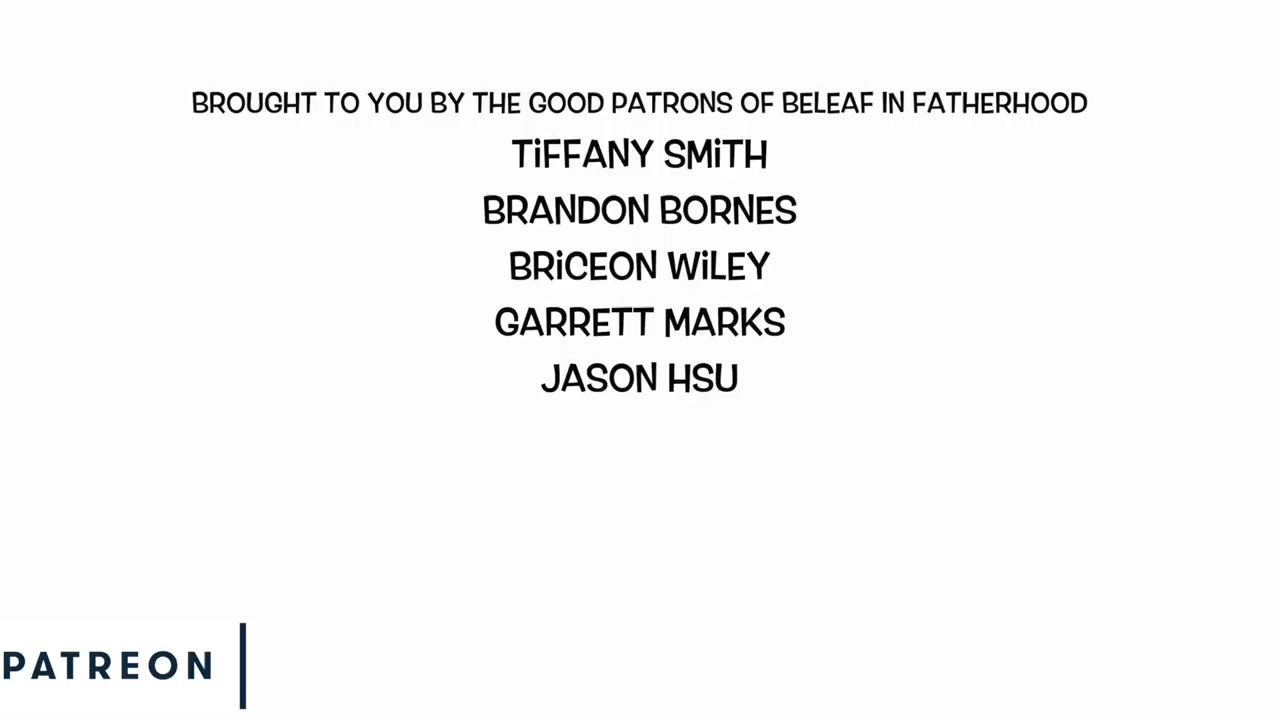 BROUGHT TO YOU BY THE GOOD PATRONS OF BELEAF IN FATHERHOOD
TiFFANY SMiTH
BRANDON BORNES
BRiCEON WiLEY
GARRETT MARKS
JASON HSU
PATREON